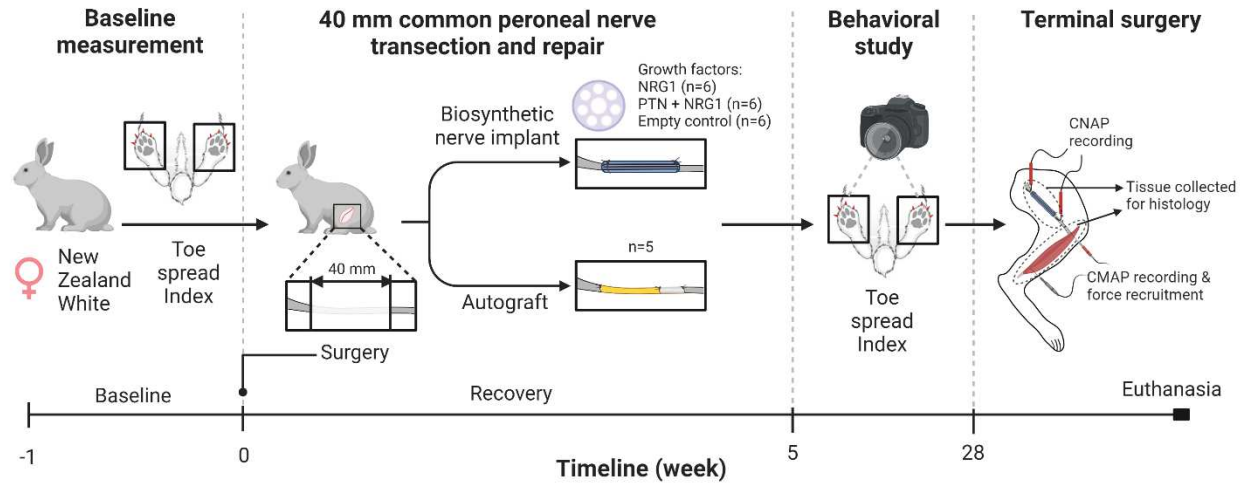 Baseline
measurement
40 mm common peroneal nerve
transection and repair
Behavioral
study
Terminal surgery
Growth factors:
NRG1 (n=6)
PTN + NRG1 (n=6)
Empty control (n=6)
Biosynthetic
nerve implant
CNAP
recording
Tissue collected
for histology
New
Zealand
White
Toe
spread
Index
40 mm
n=5
Autograft
Toe
spread
Index
CMAP recording &
force recruitment
Surgery
Baseline
Recovery
Euthanasia
-1
0
5
28
Timeline (week)